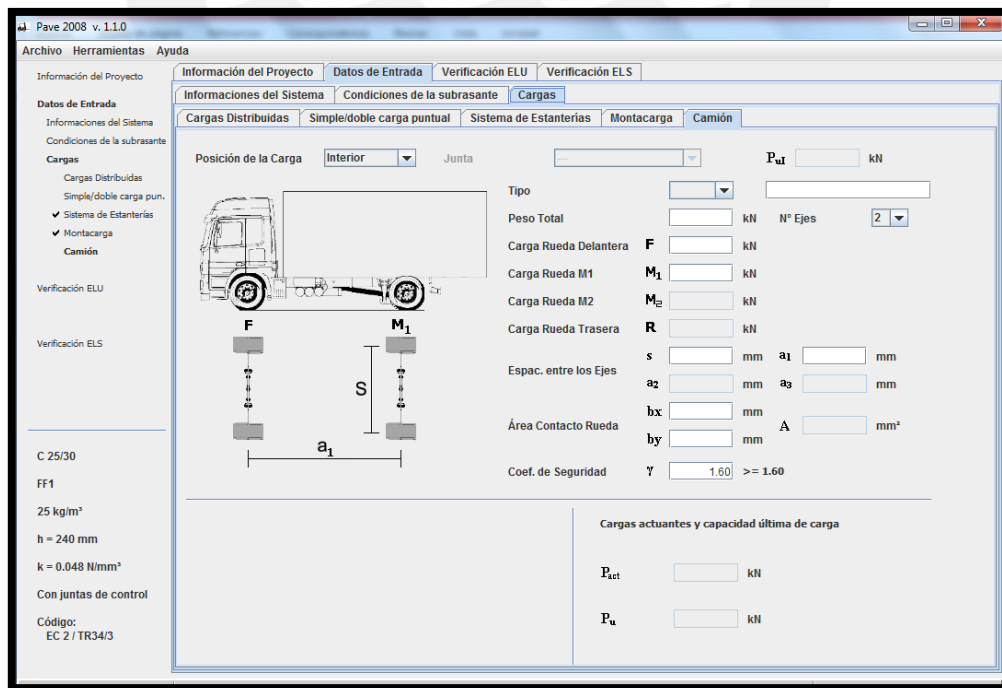 Pave 2008 v. 1.1.0
Archivo Herramientas Ayuda
Información del Proyecto
Datos de Entrada
Informaciones del Sistema
Condiciones de la subrasante
Cargas
Cargas Distribuidas
Simple/doble carga pun.
Sistema de Estanterías
Montacarga
Camión
Verificación ELU
Verificación ELS
C 25/30
FF1
25 kg/m³
h = 240 mm
k = 0.048 N/mm³
Con juntas de control
Código:
EC 2 / TR34/3
Información del Proyecto Datos de Entrada Verificación ELU Verificación ELS
Informaciones del Sistema Condiciones de la subrasante Cargas
Cargas Distribuidas Simple/doble carga puntual Sistema de Estanterías Montacarga Camión
Posición de la Carga Interior Junta --- PuI kN
Tipo
Peso Total kN N° Ejes 2
Carga Rueda Delantera F kN
Carga Rueda M1 M1 kN
Carga Rueda M2 M2 kN
Carga Rueda Trasera R kN
Espac. entre los Ejes
s mm a1 mm
a2 mm a3 mm
Área Contacto Rueda
bx mm
A mm²
by mm
Coef. de Seguridad γ 1.60 >= 1.60
F M1
S
a1
Cargas actuantes y capacidad última de carga
Pact kN
Pu kN